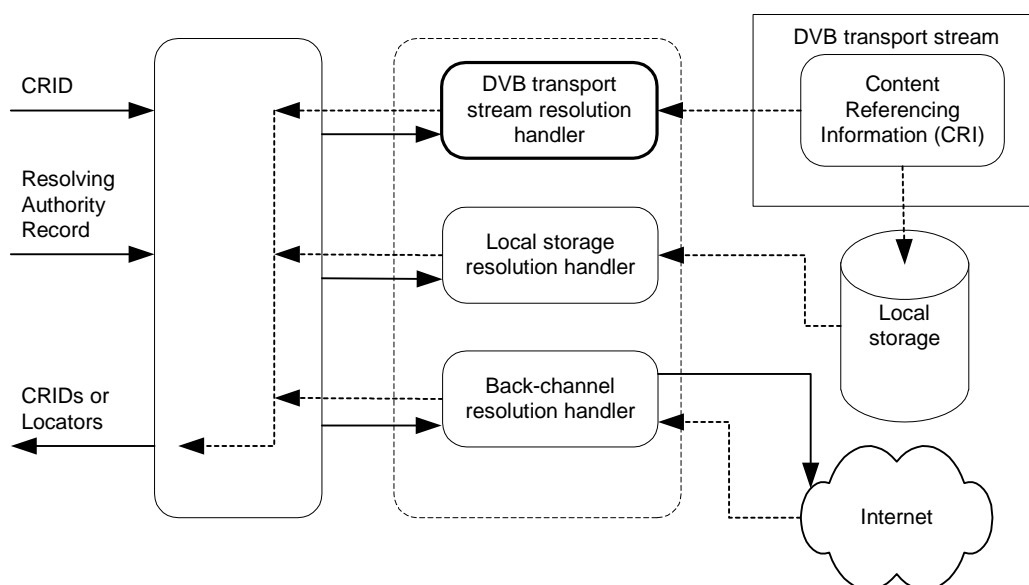 DVB transport stream
CRID
DVB transport
stream resolution
handler
Content
Referencing
Information (CRI)
Resolving
Authority
Record
Local storage
resolution handler
Local
storage
CRIDs or
Locators
Back-channel
resolution handler
Internet